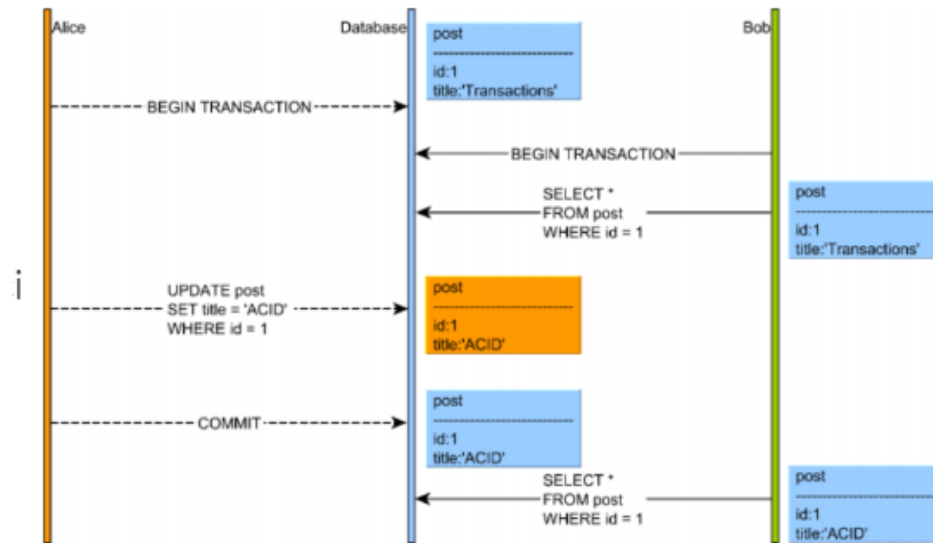 Alice
Database
Bob
post
id:1
title:'Transactions'
BEGIN TRANSACTION
BEGIN TRANSACTION
SELECT *
FROM post
WHERE id = 1
post
id:1
title:'Transactions'
i
UPDATE post
SET title = 'ACID'
WHERE id = 1
post
id:1
title:'ACID'
COMMIT
post
id:1
title:'ACID'
SELECT *
FROM post
WHERE id = 1
post
id:1
title:'ACID'